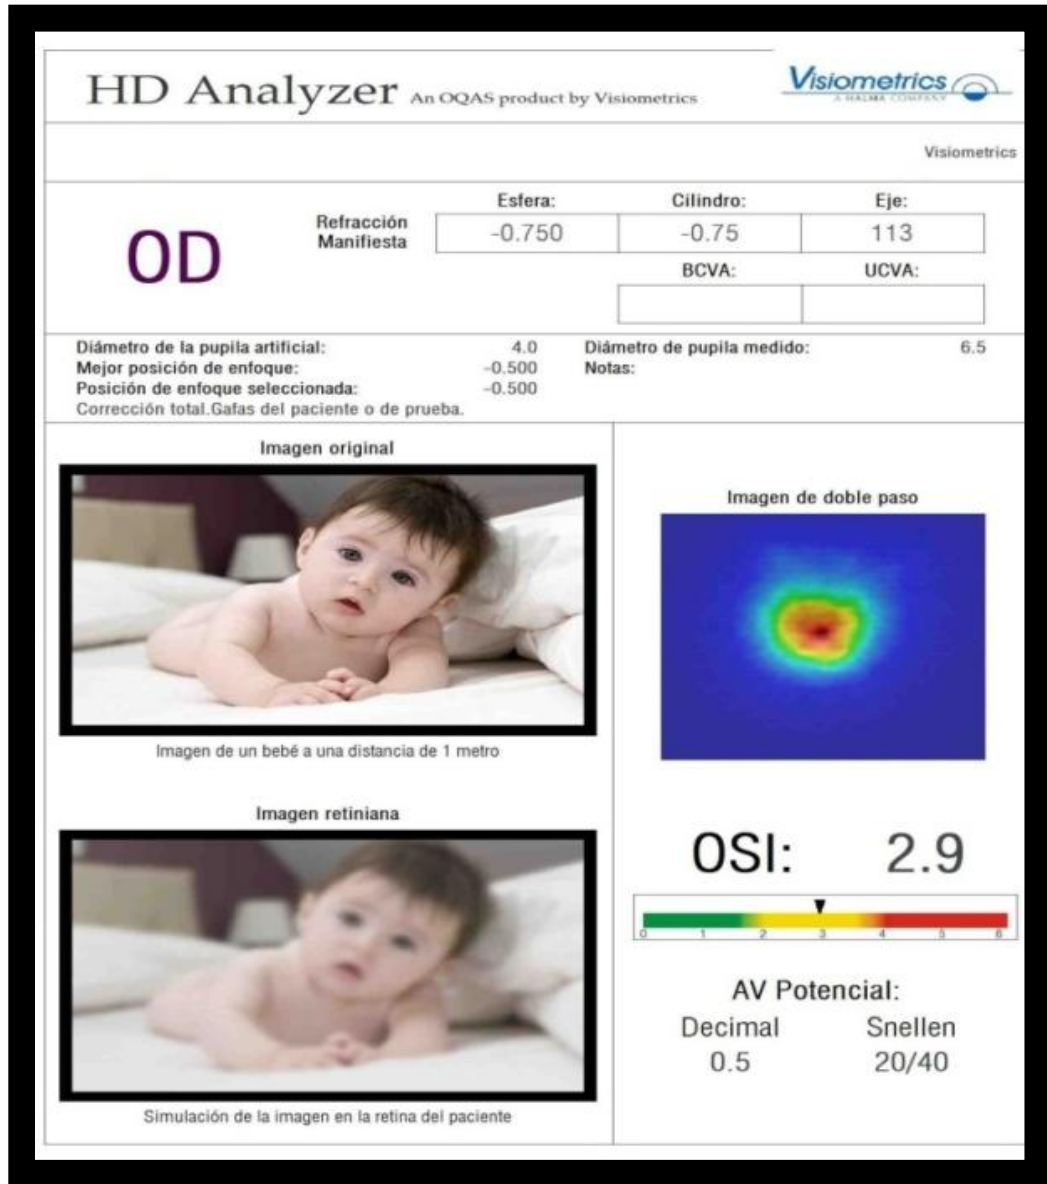 HD Analyzer An OQAS product by Visiometrics
Visiometrics
A HALMA COMPANY
Visiometrics
OD
Refracción Manifiesta
Esfera: Cilindro: Eje:
-0.750 -0.75 113
BCVA: UCVA:
Diámetro de la pupila artificial: 4.0 Diámetro de pupila medido: 6.5
Mejor posición de enfoque: -0.500 Notas:
Posición de enfoque seleccionada: -0.500
Corrección total.Gafas del paciente o de prueba.
Imagen original
Imagen de un bebé a una distancia de 1 metro
Imagen retiniana
Simulación de la imagen en la retina del paciente
Imagen de doble paso
OSI: 2.9
0 1 2 3 4 5 6
AV Potencial:
Decimal Snellen
0.5 20/40